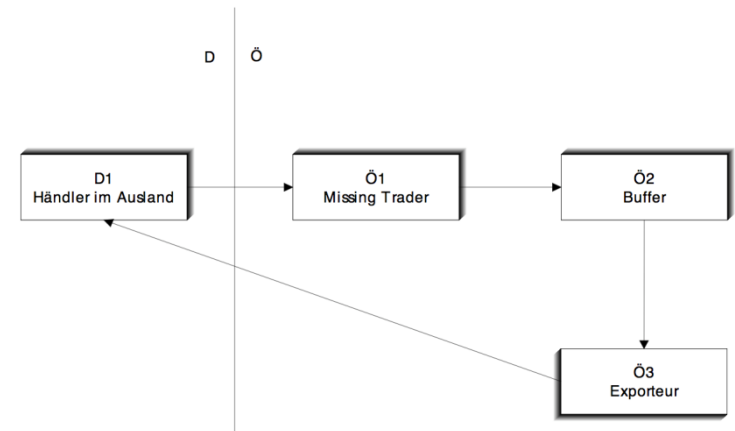 D
Ö
D1
Händler im Ausland
Ö1
Missing Trader
Ö2
Buffer
Ö3
Exporteur